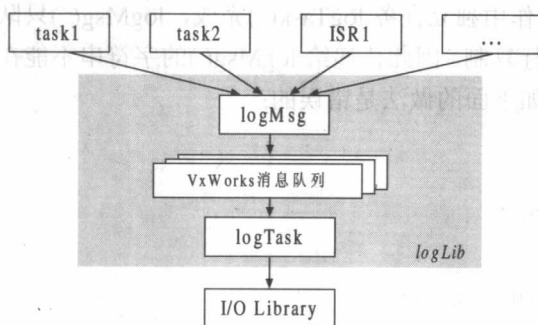 task1 task2 ISR1 ...
logMsg
VxWorks消息队列
logTask
logLib
I/O Library